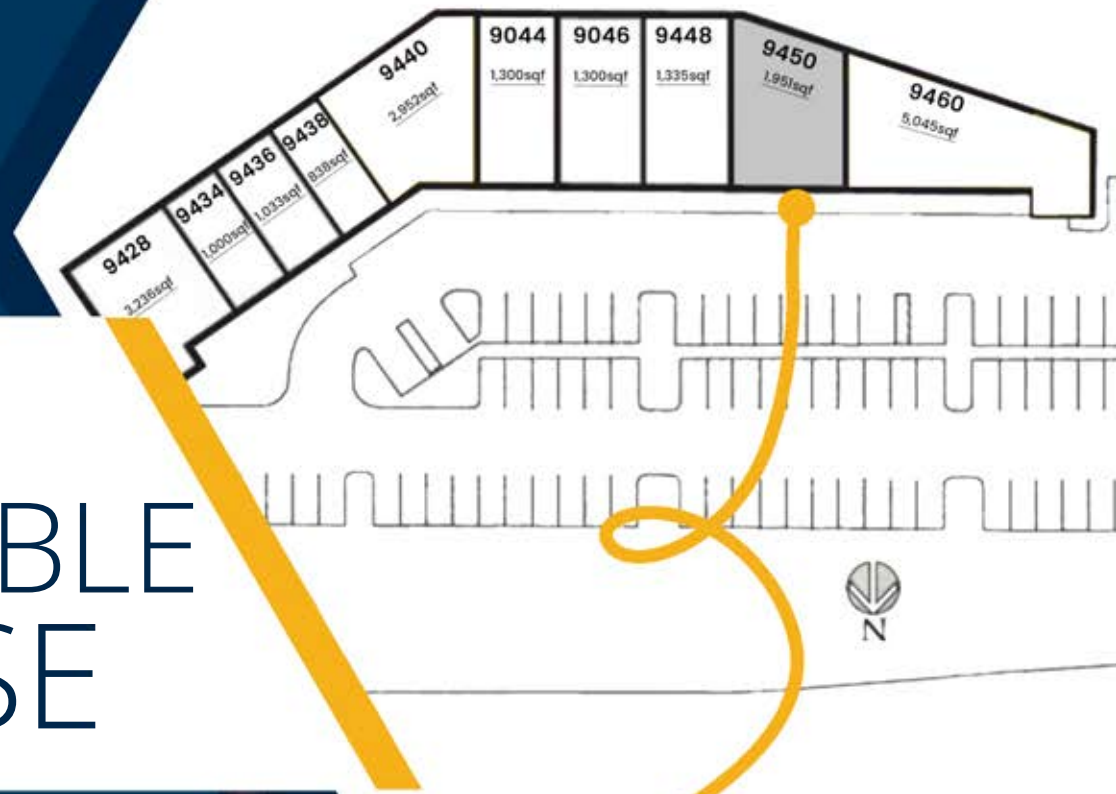 9428
3,236sqf
9434
1,000sqf
9436
1,033sqf
9438
838sqf
9440
2,952sqf
9044
1,300sqf
9046
1,300sqf
9448
1,335sqf
9450
1,951sqf
9460
5,045sqf
BLE
SE
N